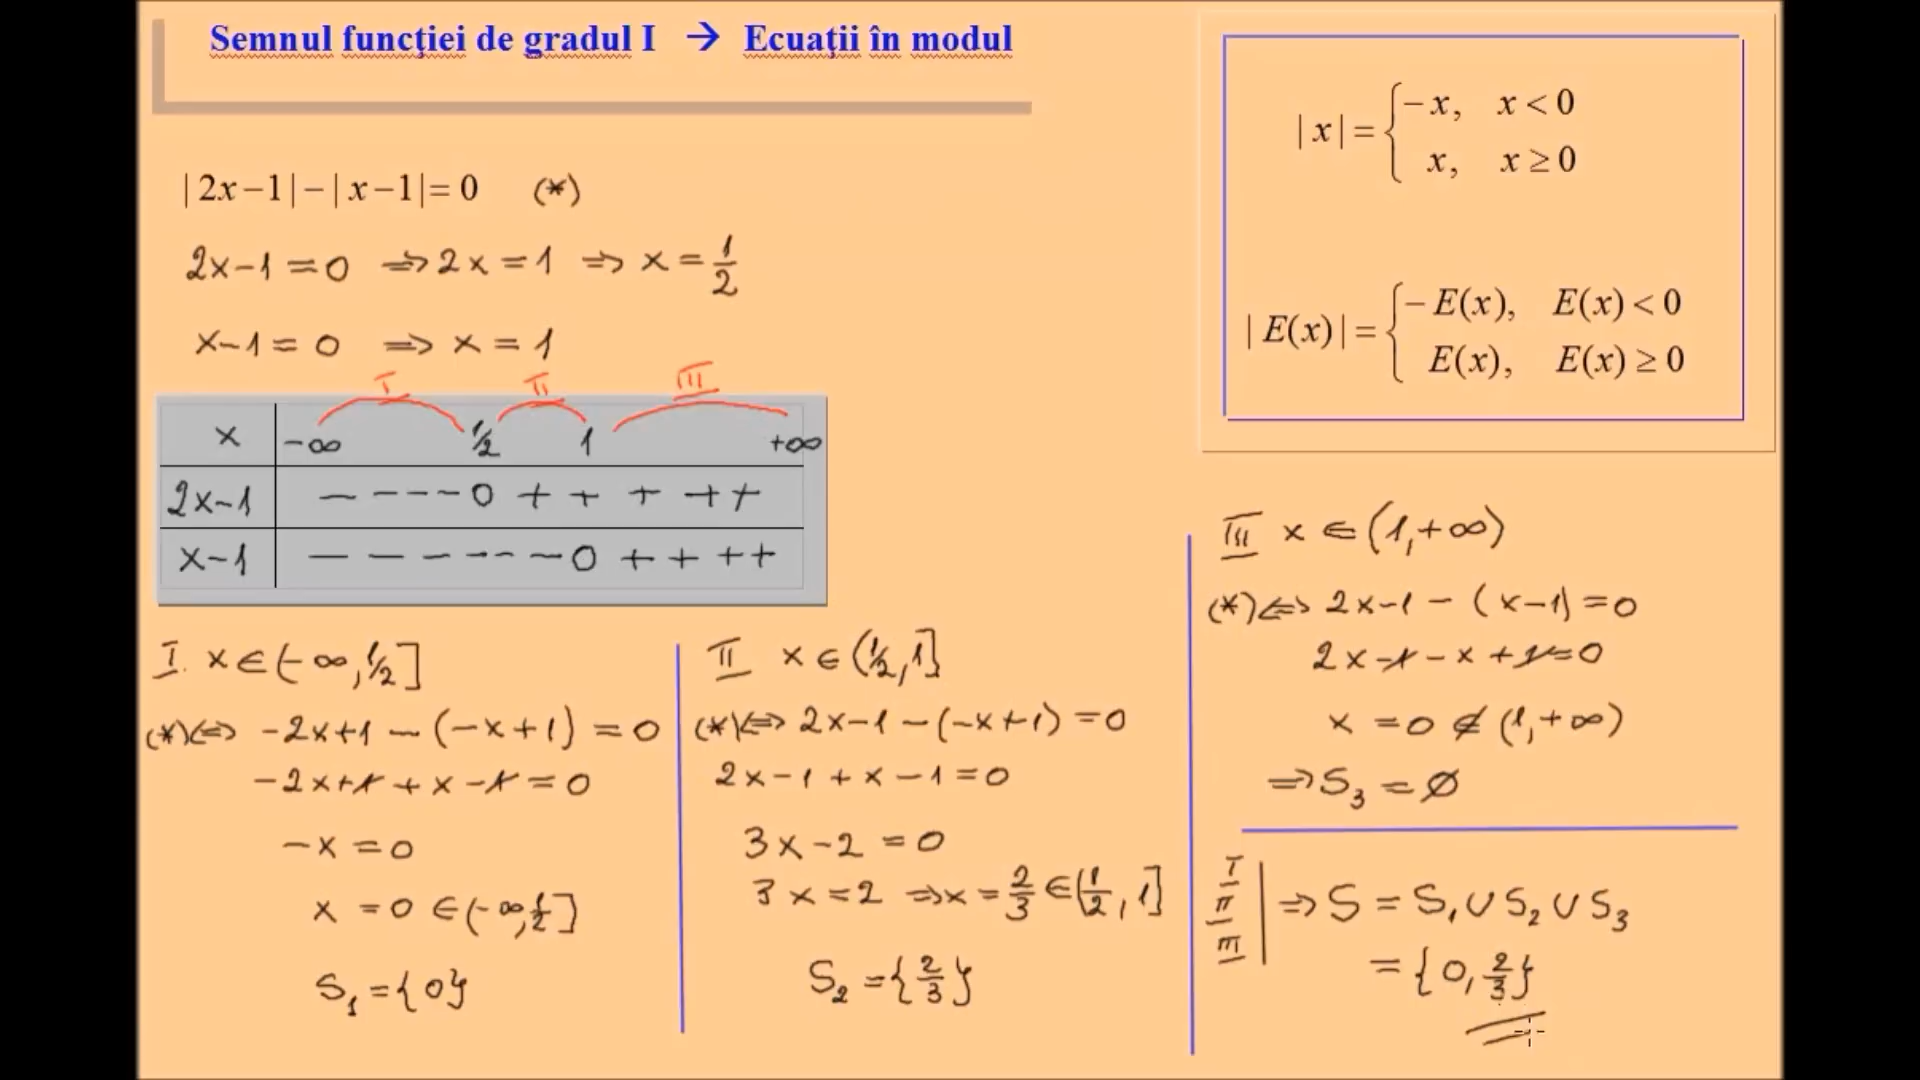 Semnul funcţiei de gradul I → Ecuaţii în modul
|x| = { -x, x < 0
x, x ≥ 0
|E(x)| = { -E(x), E(x) < 0
E(x), E(x) ≥ 0
|2x-1| - |x-1| = 0 (*)
2x-1 = 0 ⇒ 2x = 1 ⇒ x = 1/2
x-1 = 0 ⇒ x = 1
I II III
x -∞ 1/2 1 +∞
2x-1 - - - - - 0 + + + + +
x-1 - - - - - - 0 + + + +
I. x ∈ (-∞, 1/2]
(*) ⇔ -2x+1 - (-x+1) = 0
-2x+1 + x - 1 = 0
-x = 0
x = 0 ∈ (-∞, 1/2]
S₁ = {0}
II x ∈ (1/2, 1]
(*) ⇔ 2x-1 - (-x+1) = 0
2x-1 + x - 1 = 0
3x - 2 = 0
3x = 2 ⇒ x = 2/3 ∈ (1/2, 1]
S₂ = {2/3}
III x ∈ (1, +∞)
(*) ⇔ 2x-1 - (x-1) = 0
2x-1 - x + 1 = 0
x = 0 ∉ (1, +∞)
⇒ S₃ = ∅
I
II
III
⇒ S = S₁ ∪ S₂ ∪ S₃
= {0, 2/3}